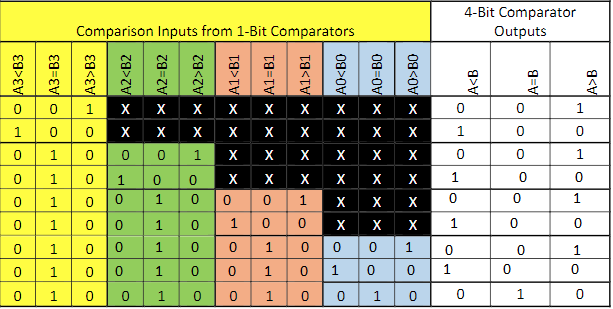 Comparison Inputs from 1-Bit Comparators
4-Bit Comparator
Outputs
A3<B3 A3=B3 A3>B3 A2<B2 A2=B2 A2>B2 A1<B1 A1=B1 A1>B1 A0<B0 A0=B0 A0>B0 A<B A=B A>B
0 0 1 X X X X X X X X X 0 0 1
1 0 0 X X X X X X X X X 1 0 0
0 1 0 0 0 1 X X X X X X 0 0 1
0 1 0 1 0 0 X X X X X X 1 0 0
0 1 0 0 1 0 0 0 1 X X X 0 0 1
0 1 0 0 1 0 1 0 0 X X X 1 0 0
0 1 0 0 1 0 0 1 0 0 0 1 0 0 1
0 1 0 0 1 0 0 1 0 1 0 0 1 0 0
0 1 0 0 1 0 0 1 0 0 1 0 0 1 0